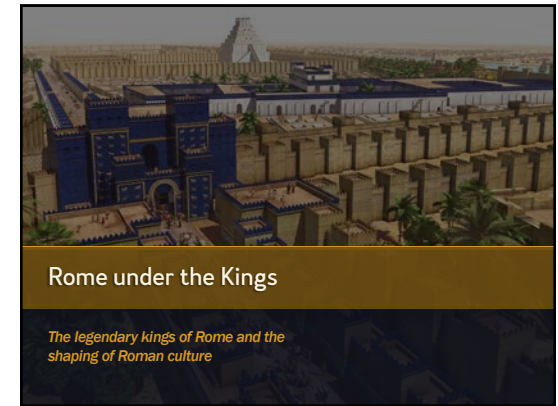 Rome under the Kings
The legendary kings of Rome and the
shaping of Roman culture